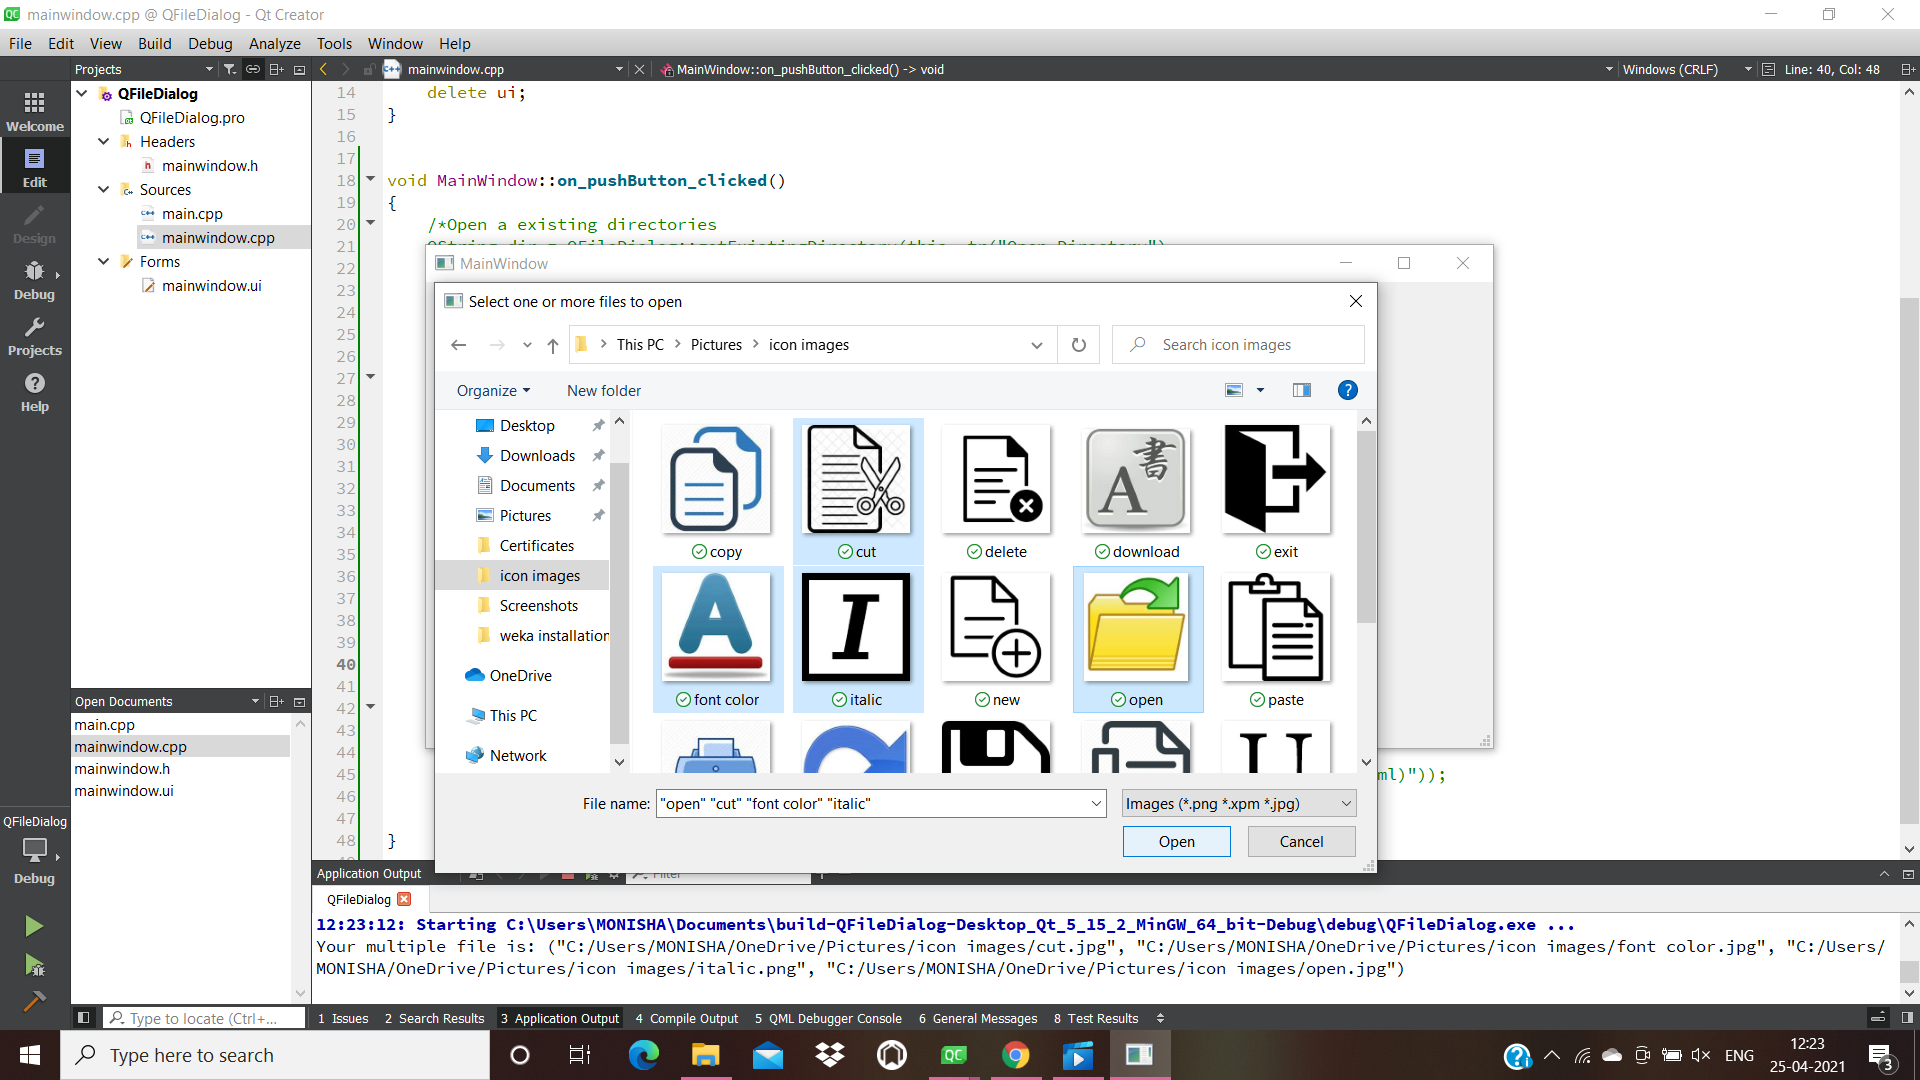 mainwindow.cpp @ QFileDialog - Qt Creator
File Edit View Build Debug Analyze Tools Window Help
Projects
mainwindow.cpp
MainWindow::on_pushButton_clicked() -> void
Windows (CRLF)
Line: 40, Col: 48
Welcome
Edit
Design
Debug
Projects
Help
QFileDialog
QFileDialog.pro
Headers
mainwindow.h
Sources
main.cpp
mainwindow.cpp
Forms
mainwindow.ui
14 delete ui;
15 }
16
17
18 void MainWindow::on_pushButton_clicked()
19 {
20 /*Open a existing directories
21 QString dir = QFileDialog::getExistingDirectory(this, tr("Open Directory")
22
23
24
25
26
27
28
29
30
31
32
33
34
35
36
37
38
39
40
41
42
43
44
45 ml)"));
46
47
48 }
MainWindow
Select one or more files to open
This PC > Pictures > icon images
Search icon images
Organize
New folder
Desktop
Downloads
Documents
Pictures
Certificates
icon images
Screenshots
weka installation
OneDrive
This PC
Network
copy
cut
delete
download
exit
font color
italic
new
open
paste
File name: "open" "cut" "font color" "italic"
Images (*.png *.xpm *.jpg)
Open
Cancel
Open Documents
main.cpp
mainwindow.cpp
mainwindow.h
mainwindow.ui
QFileDialog
Debug
Application Output
Filter
QFileDialog
12:23:12: Starting C:\Users\MONISHA\Documents\build-QFileDialog-Desktop_Qt_5_15_2_MinGW_64_bit-Debug\debug\QFileDialog.exe ...
Your multiple file is: ("C:/Users/MONISHA/OneDrive/Pictures/icon images/cut.jpg", "C:/Users/MONISHA/OneDrive/Pictures/icon images/font color.jpg", "C:/Users/
MONISHA/OneDrive/Pictures/icon images/italic.png", "C:/Users/MONISHA/OneDrive/Pictures/icon images/open.jpg")
Type to locate (Ctrl+...
1 Issues 2 Search Results 3 Application Output 4 Compile Output 5 QML Debugger Console 6 General Messages 8 Test Results
Type here to search
ENG
12:23
25-04-2021
3